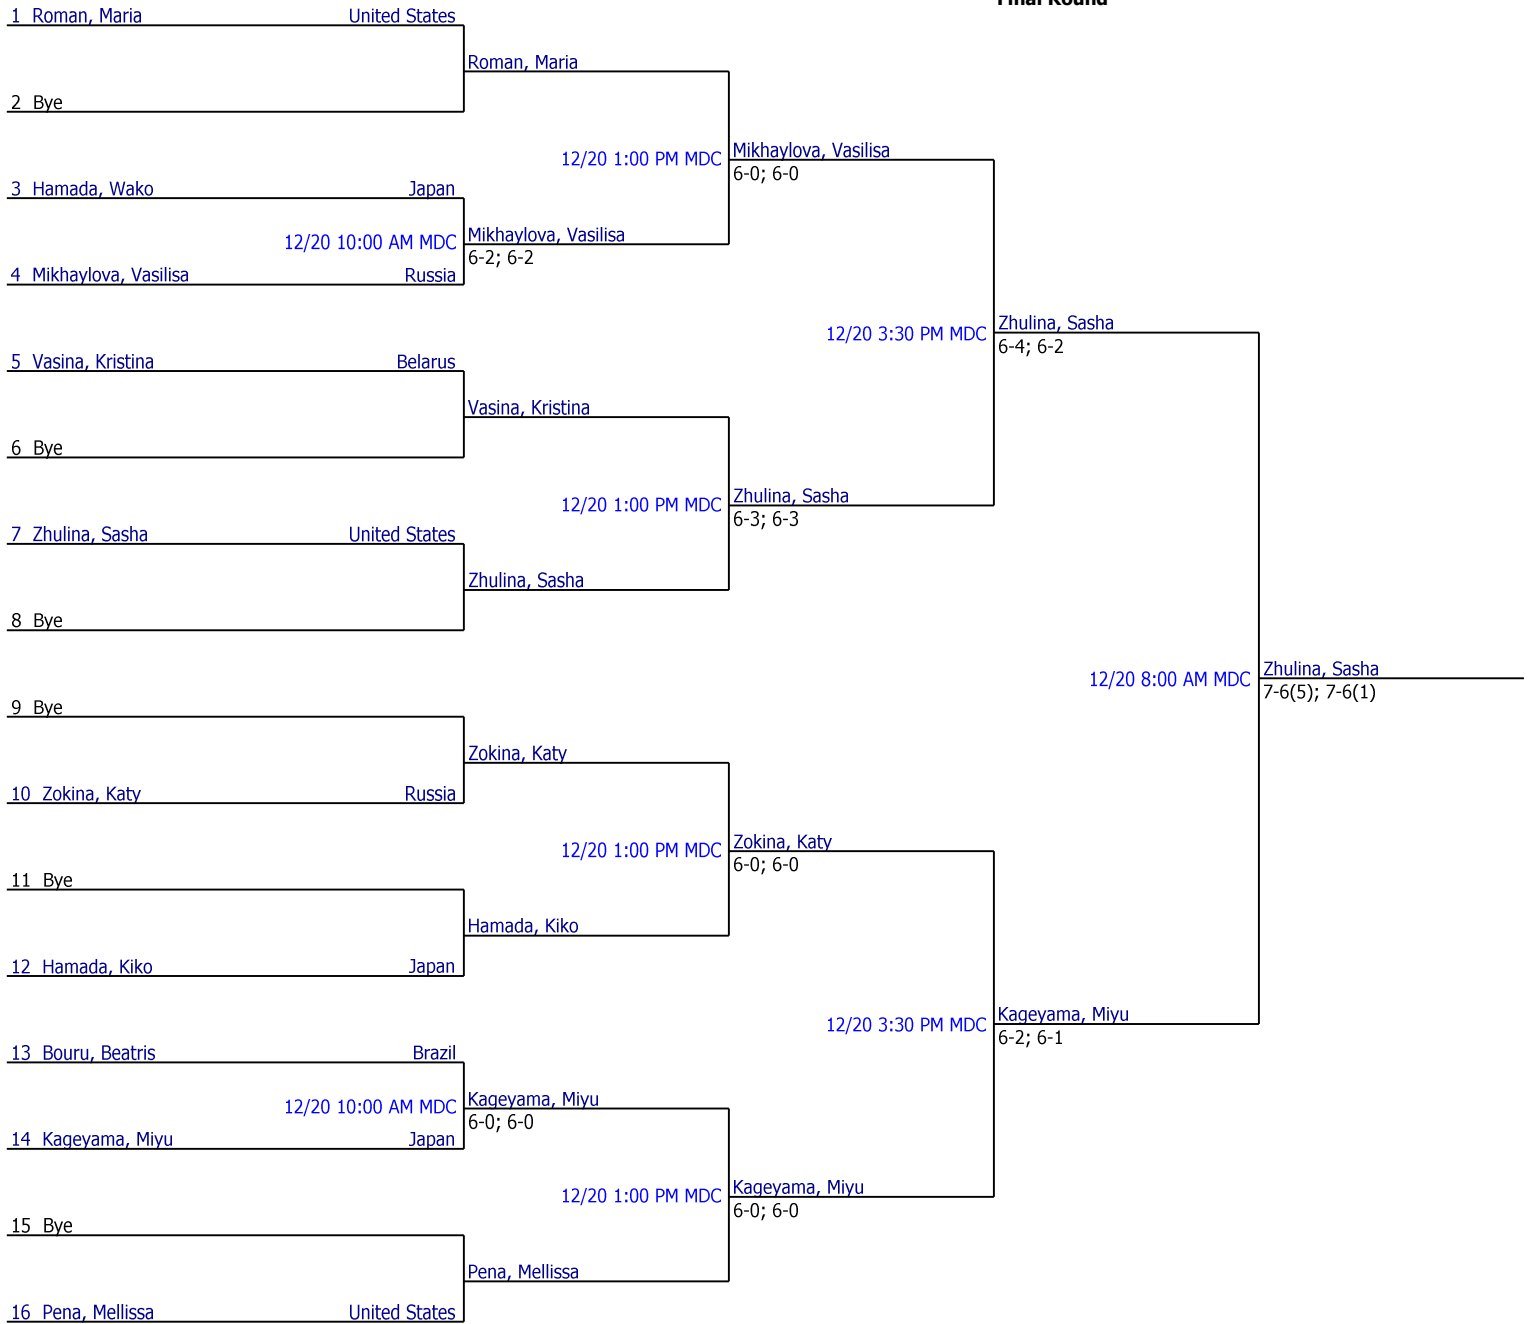 Final Round
1 Roman, Maria United States
Roman, Maria
2 Bye
12/20 1:00 PM MDC Mikhaylova, Vasilisa
6-0; 6-0
3 Hamada, Wako Japan
12/20 10:00 AM MDC Mikhaylova, Vasilisa
6-2; 6-2
4 Mikhaylova, Vasilisa Russia
12/20 3:30 PM MDC Zhulina, Sasha
6-4; 6-2
5 Vasina, Kristina Belarus
Vasina, Kristina
6 Bye
12/20 1:00 PM MDC Zhulina, Sasha
6-3; 6-3
7 Zhulina, Sasha United States
Zhulina, Sasha
8 Bye
12/20 8:00 AM MDC Zhulina, Sasha
7-6(5); 7-6(1)
9 Bye
Zokina, Katy
10 Zokina, Katy Russia
12/20 1:00 PM MDC Zokina, Katy
6-0; 6-0
11 Bye
Hamada, Kiko
12 Hamada, Kiko Japan
12/20 3:30 PM MDC Kageyama, Miyu
6-2; 6-1
13 Bouru, Beatris Brazil
12/20 10:00 AM MDC Kageyama, Miyu
6-0; 6-0
14 Kageyama, Miyu Japan
12/20 1:00 PM MDC Kageyama, Miyu
6-0; 6-0
15 Bye
Pena, Mellissa
16 Pena, Mellissa United States